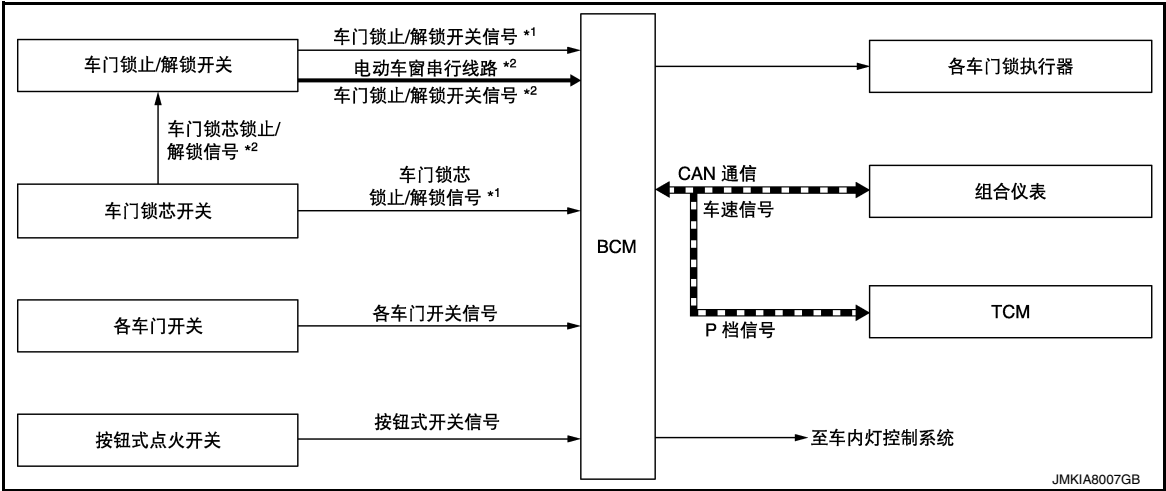 车门锁止/解锁开关
车门锁止/解锁开关信号 *1
电动车窗串行线路 *2
车门锁止/解锁开关信号 *2
车门锁芯锁止/
解锁信号 *2
车门锁芯开关
车门锁芯
锁止/解锁信号 *1
各车门开关
各车门开关信号
按钮式点火开关
按钮式开关信号
BCM
各车门锁执行器
CAN 通信
车速信号
组合仪表
P 档信号
TCM
至车内灯控制系统
JMKIA8007GB